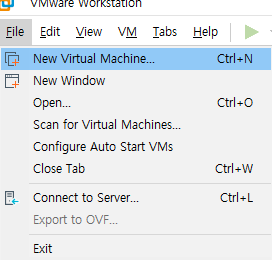 VMware Workstation
File Edit View VM Tabs Help
New Virtual Machine... Ctrl+N
New Window
Open... Ctrl+O
Scan for Virtual Machines...
Configure Auto Start VMs
Close Tab Ctrl+W
Connect to Server... Ctrl+L
Export to OVF...
Exit